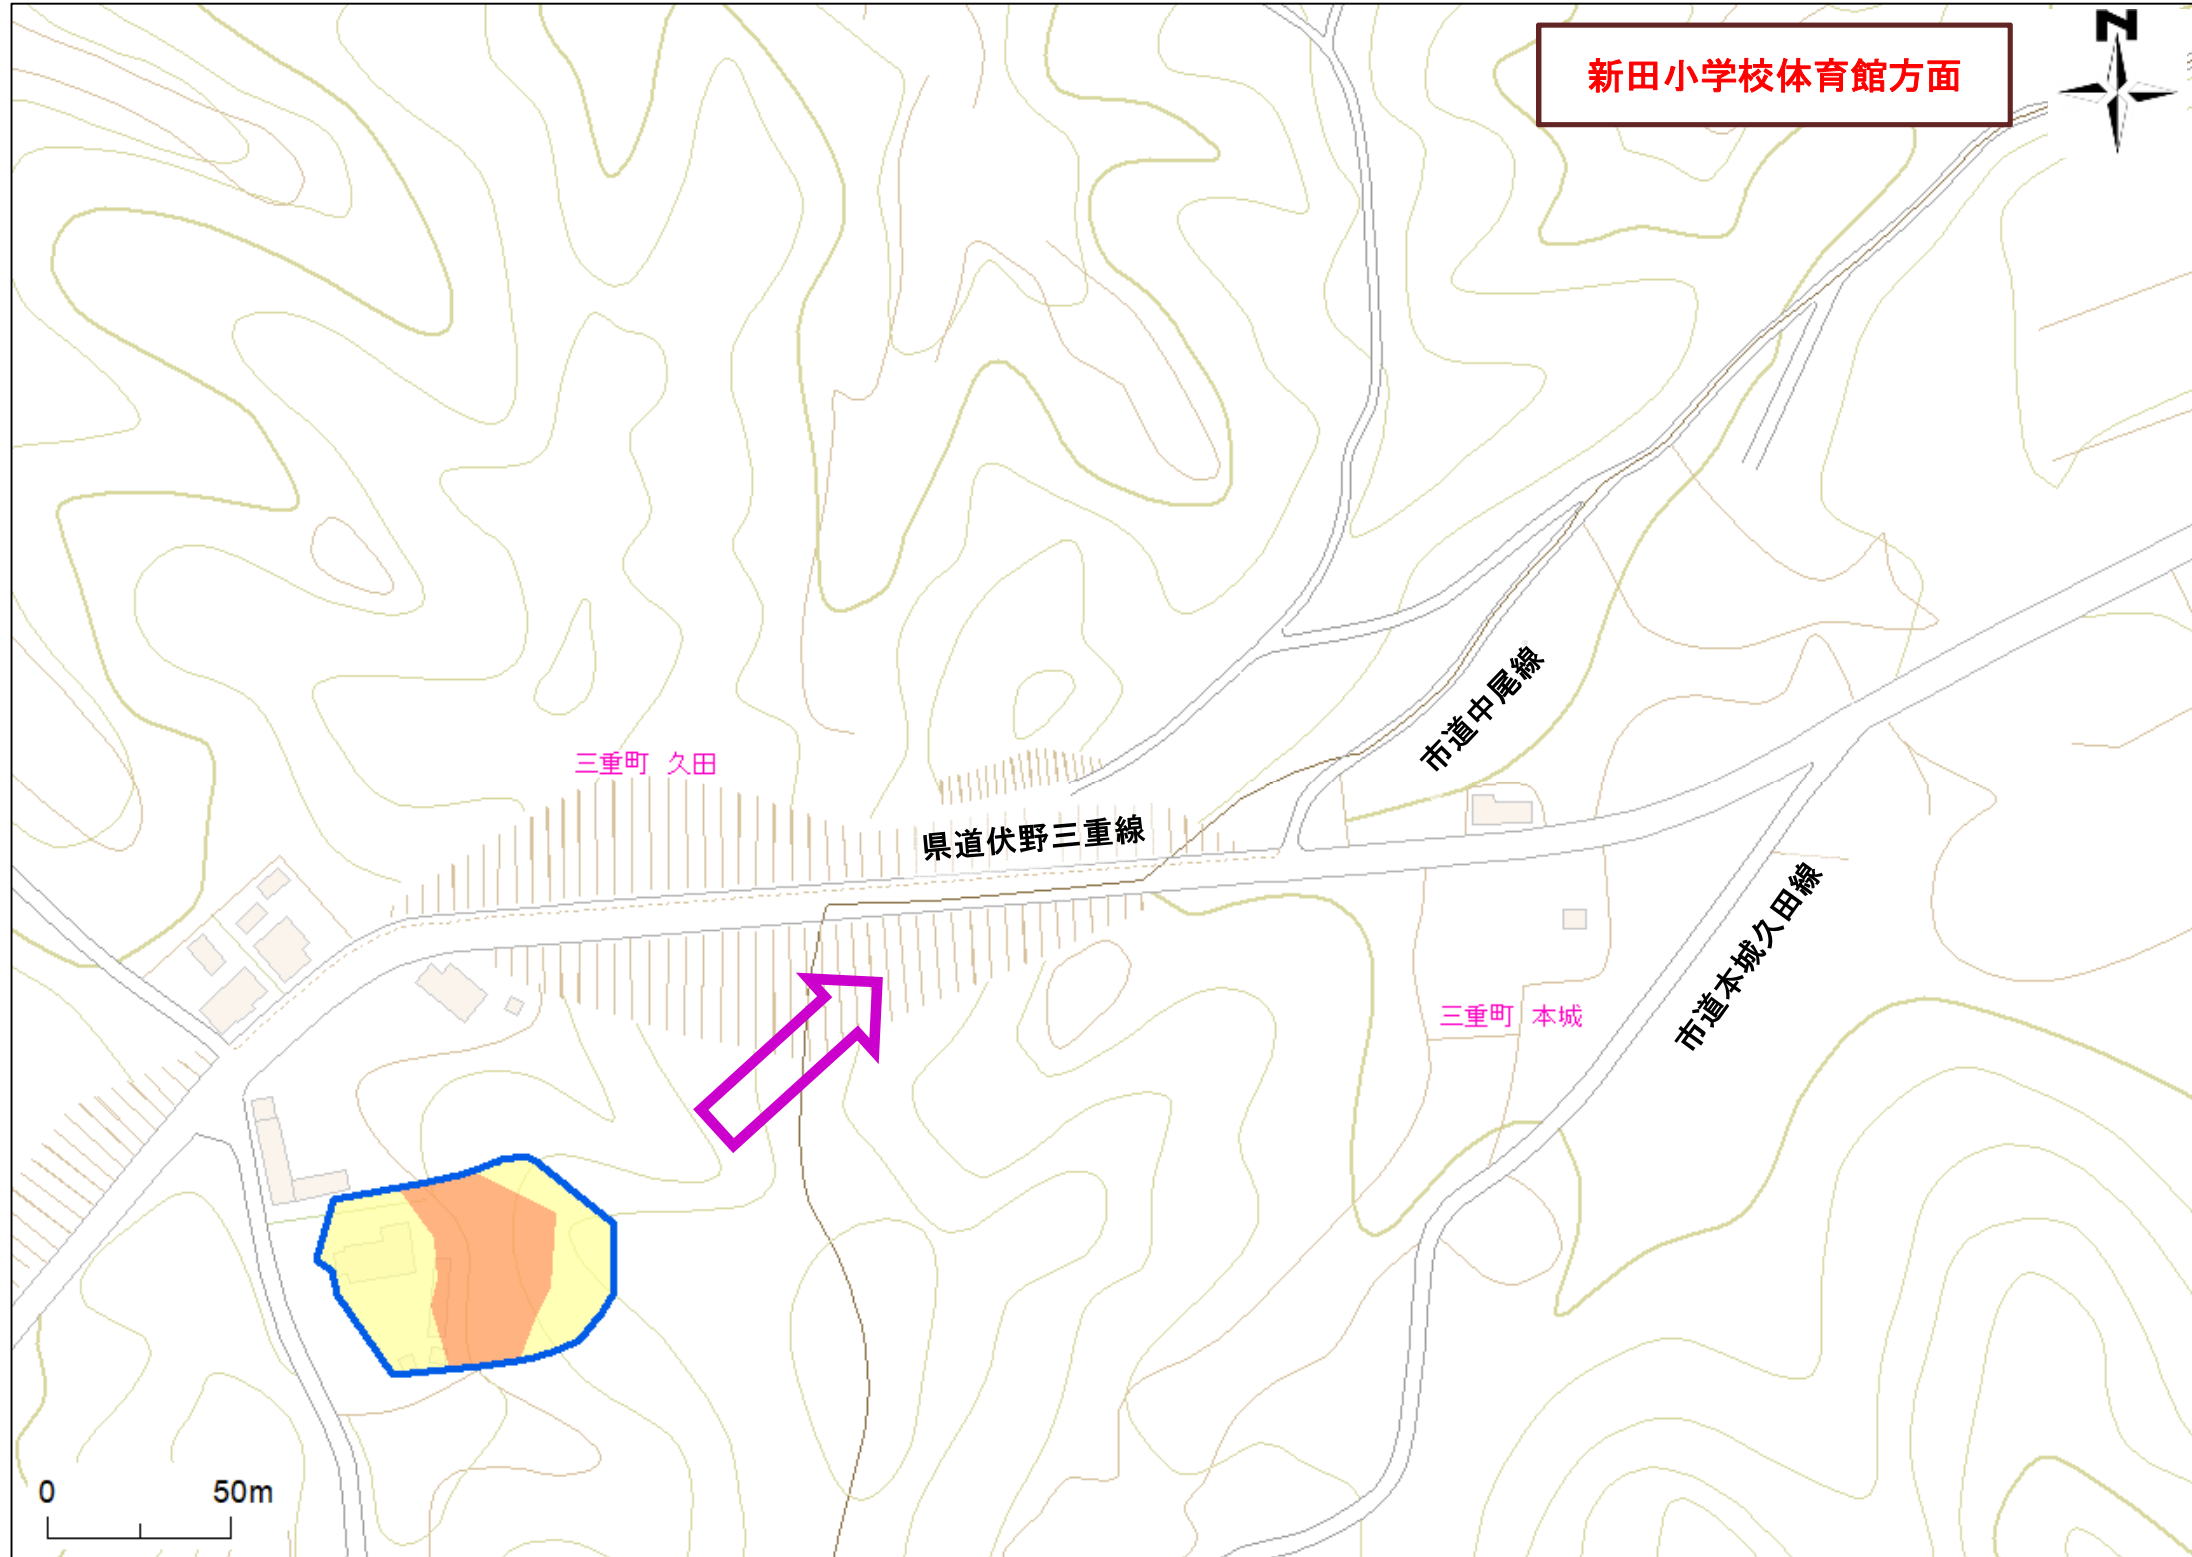 N
新田小学校体育館方面
市道中尾線
三重町 久田
県道伏野三重線
市道本城久田線
三重町 本城
0 50m